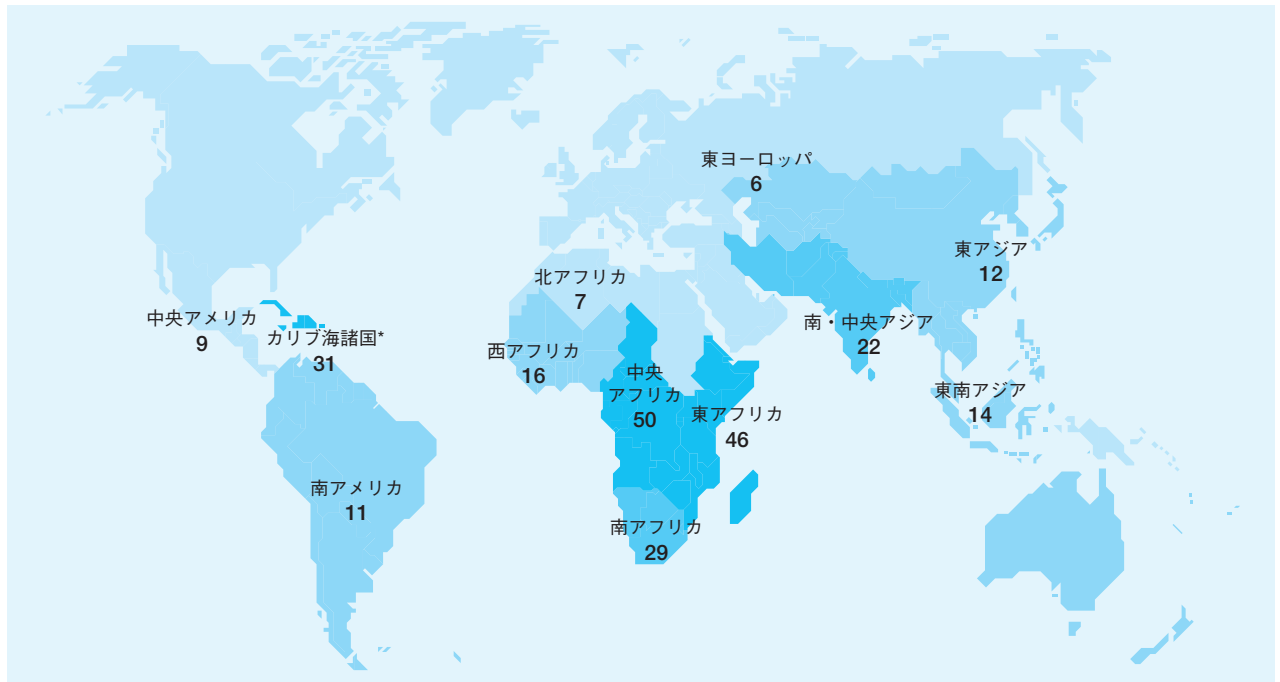 東ヨーロッパ
6
東アジア
12
北アフリカ
7
中央アメリカ
9
カリブ海諸国*
31
南・中央アジア
22
西アフリカ
16
中央
アフリカ
50
東アフリカ
46
東南アジア
14
南アメリカ
11
南アフリカ
29